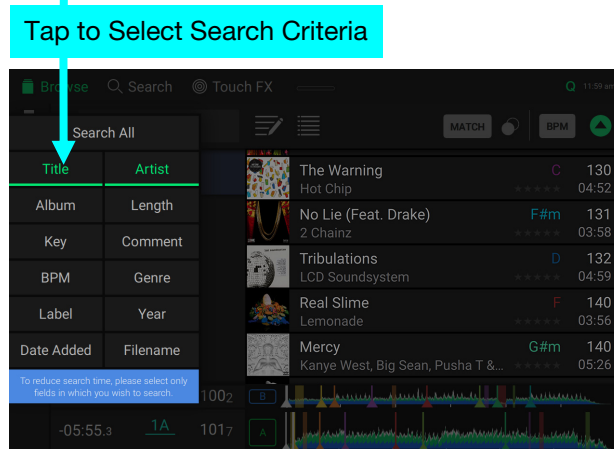 Tap to Select Search Criteria
Browse Search Touch FX Q 11:59 am
Search All
MATCH BPM
Title Artist
Album Length
Key Comment
BPM Genre
Label Year
Date Added Filename
To reduce search time, please select only
fields in which you wish to search.
The Warning C 130
Hot Chip 04:52
No Lie (Feat. Drake) F#m 131
2 Chainz 03:58
Tribulations D 132
LCD Soundsystem 04:59
Real Slime F 140
Lemonade 03:56
Mercy G#m 140
Kanye West, Big Sean, Pusha T &... 05:26
1002 B
-05:55.3 1A 1017 A